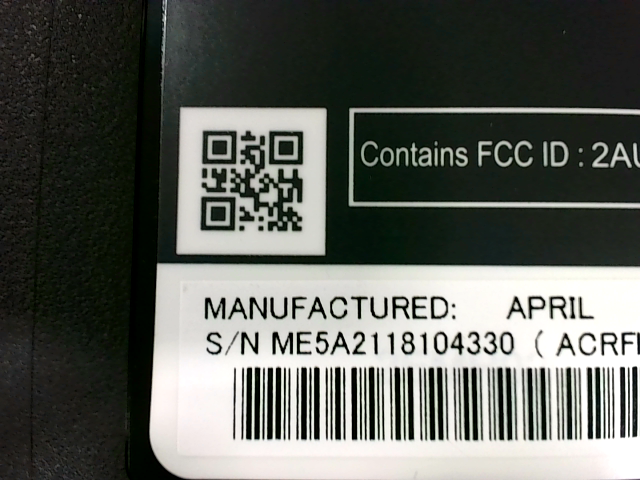 Contains FCC ID : 2AU
MANUFACTURED: APRIL
S/N ME5A2118104330 ( ACRF